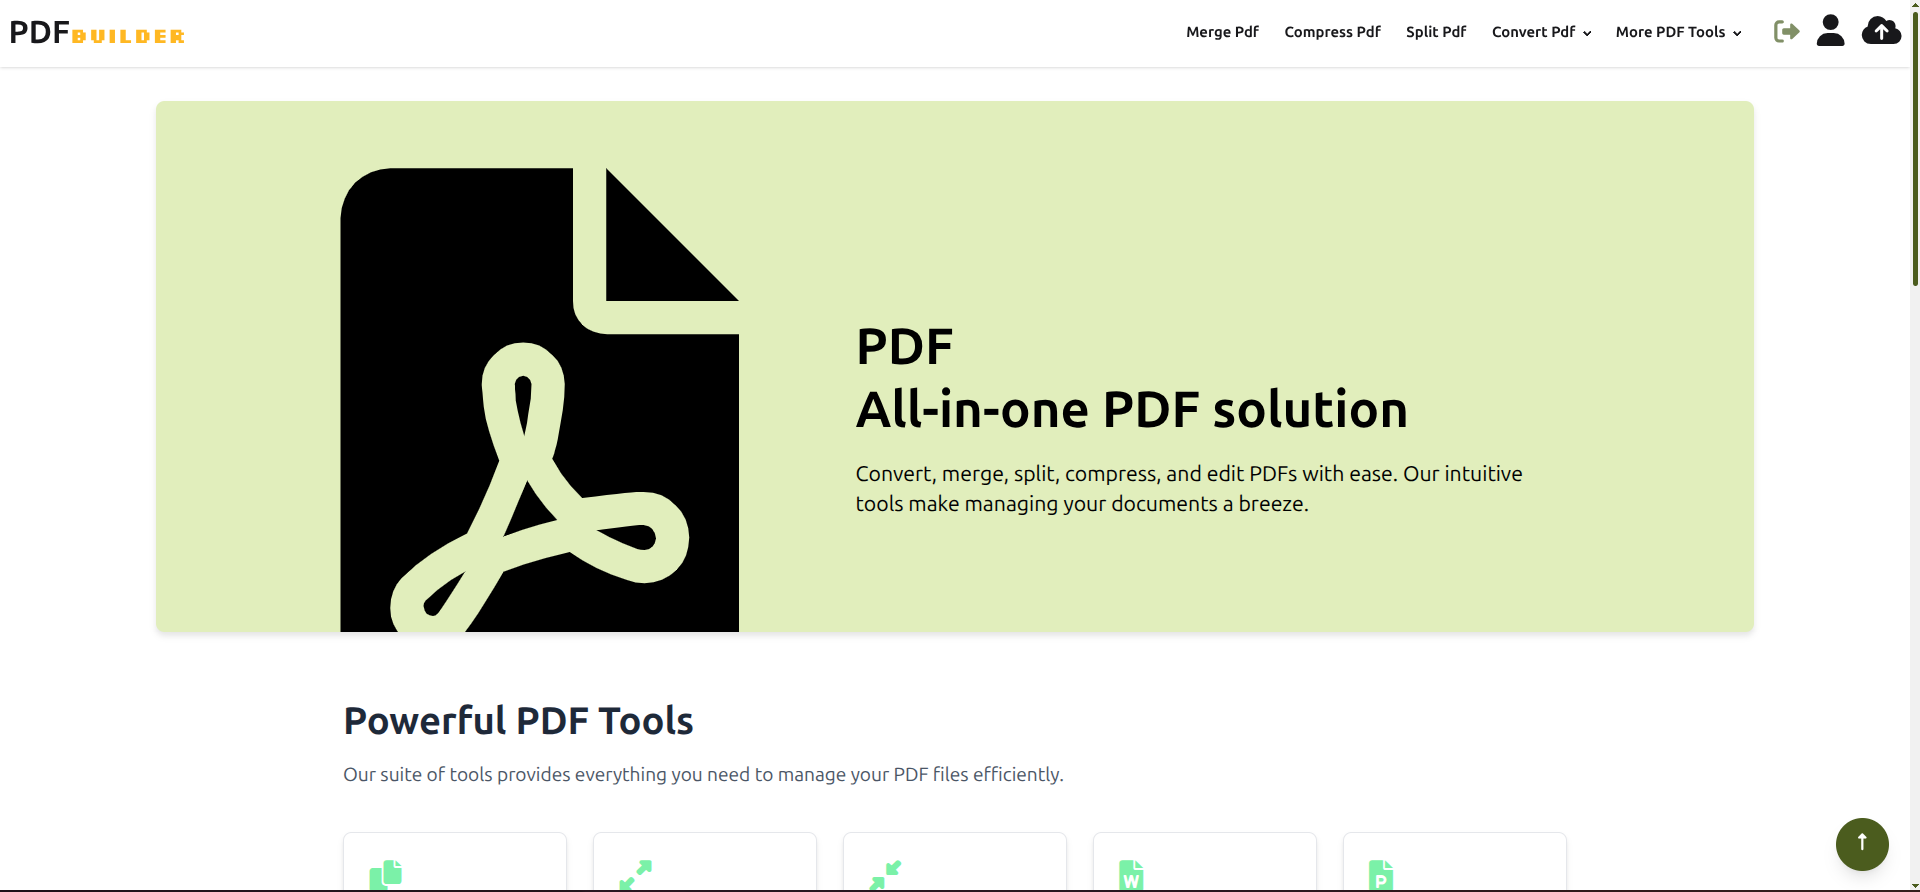 PDFBUILDER
Merge Pdf Compress Pdf Split Pdf Convert Pdf More PDF Tools
PDF
All-in-one PDF solution
Convert, merge, split, compress, and edit PDFs with ease. Our intuitive
tools make managing your documents a breeze.
Powerful PDF Tools
Our suite of tools provides everything you need to manage your PDF files efficiently.
W
P